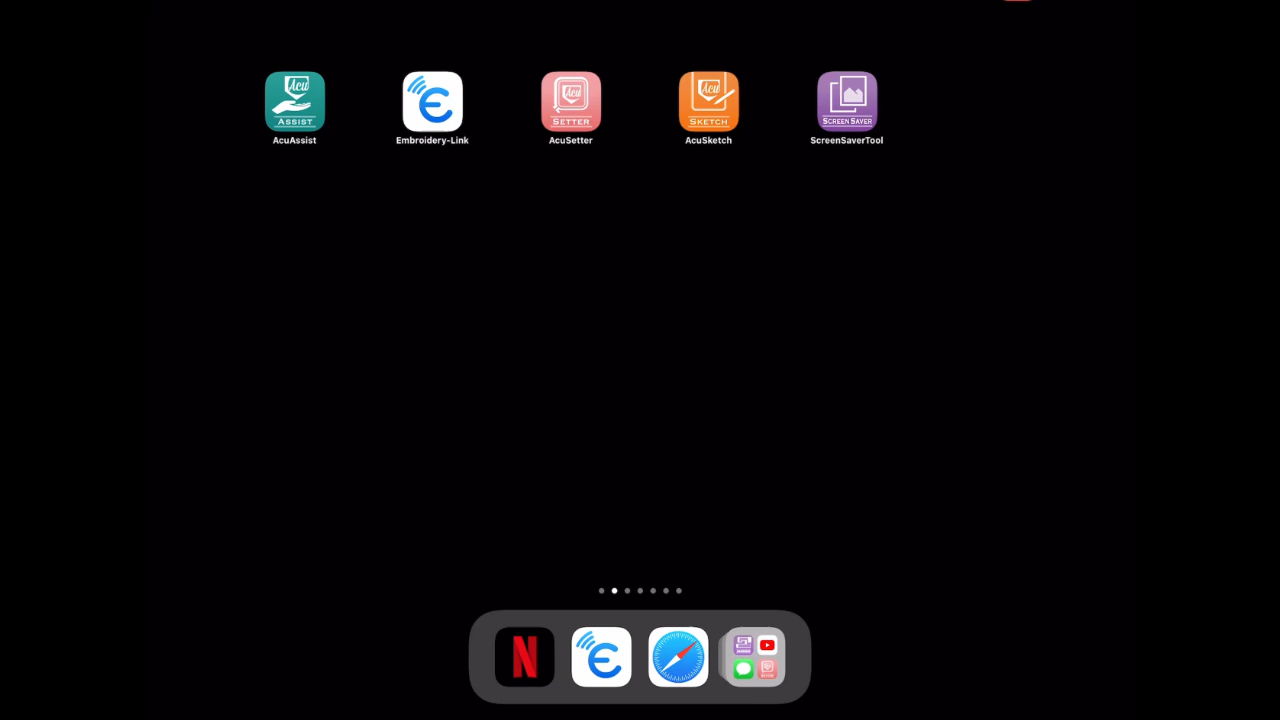 Acu
ASSIST
E
Acu
SETTER
Acu
SKETCH
SCREEN SAVER
AcuAssist
Embroidery-Link
AcuSetter
AcuSketch
ScreenSaverTool
N
E